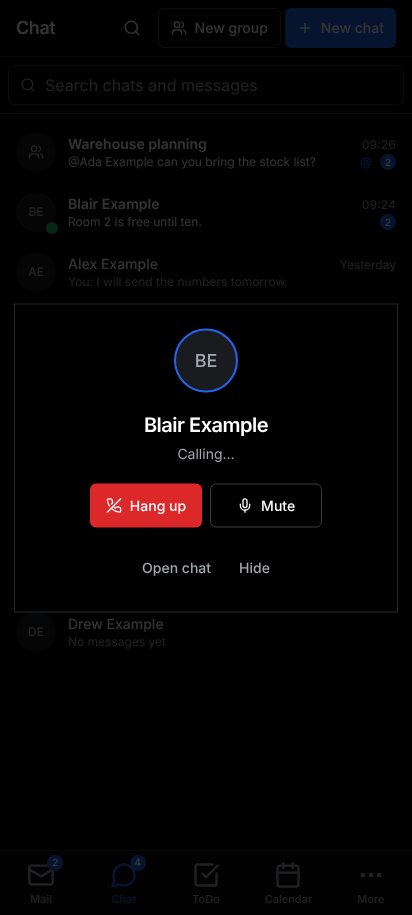 Chat
New group
New chat
Search chats and messages
Warehouse planning
09:26
@Ada Example can you bring the stock list?
@
2
BE
Blair Example
09:24
Room 2 is free until ten.
2
AE
Alex Example
Yesterday
You: I will send the numbers tomorrow.
BE
Blair Example
Calling...
Hang up
Mute
Open chat
Hide
DE
Drew Example
No messages yet
2
4
Mail
Chat
ToDo
Calendar
More